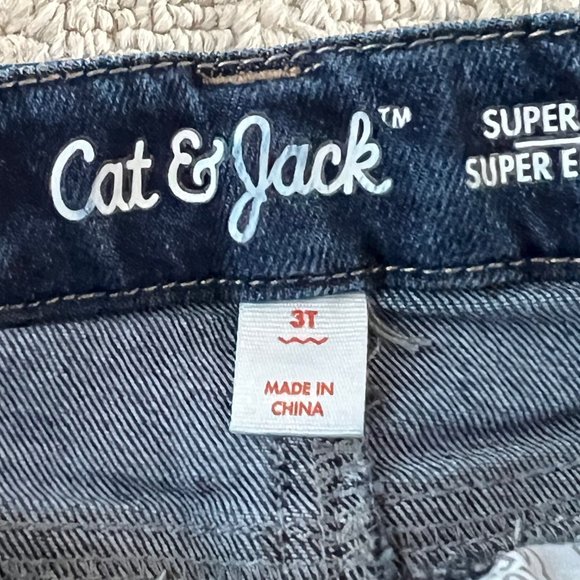 Cat & Jack™
SUPER
SUPER E
3T
MADE IN
CHINA